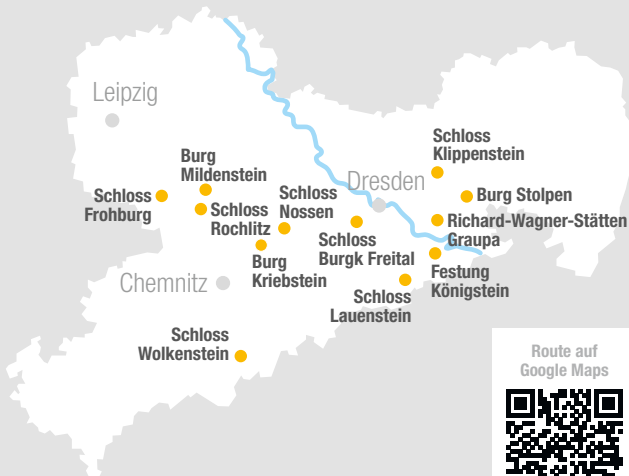 Leipzig
Schloss
Klippenstein
Burg
Mildenstein
Dresden
Schloss
Frohburg
Schloss
Rochlitz
Schloss
Nossen
Burg Stolpen
Richard-Wagner-Stätten
Graupa
Schloss
Burgk Freital
Burg
Kriebstein
Festung
Königstein
Chemnitz
Schloss
Lauenstein
Schloss
Wolkenstein
Route auf
Google Maps